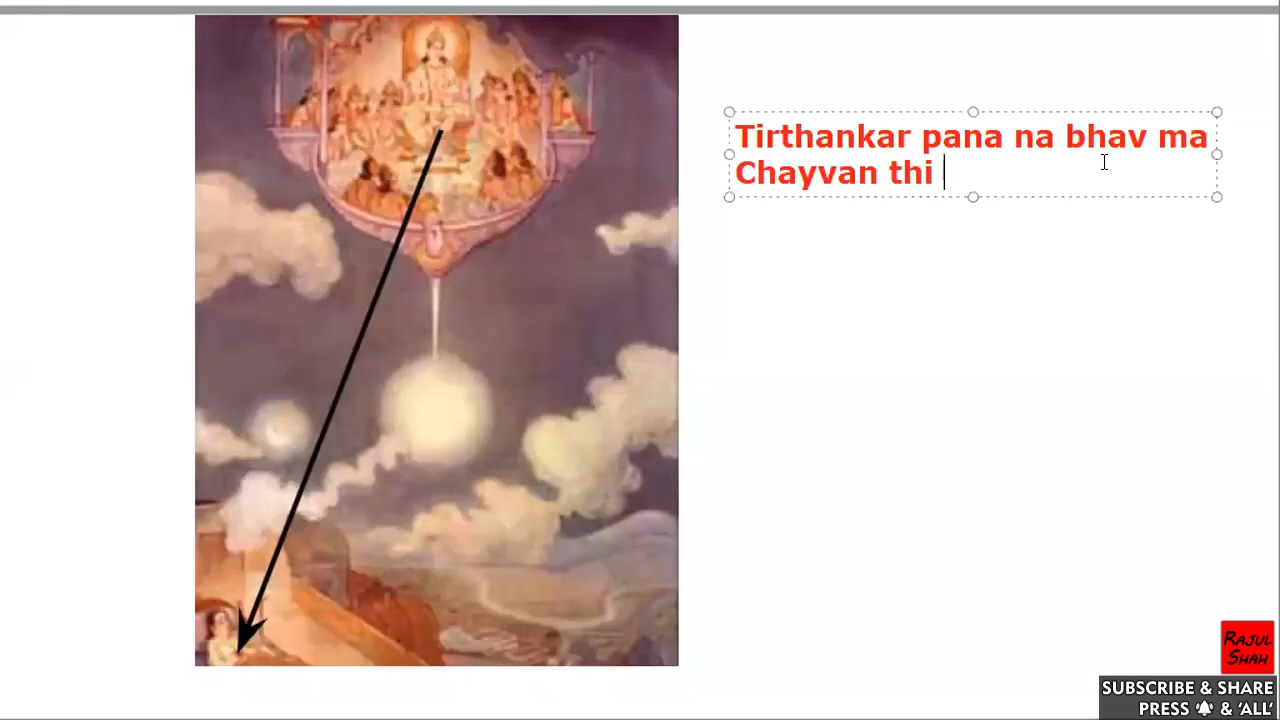 Tirthankar pana na bhav ma
Chayvan thi
RAJUL
SHAH
SUBSCRIBE & SHARE
PRESS 🔔 & 'ALL'